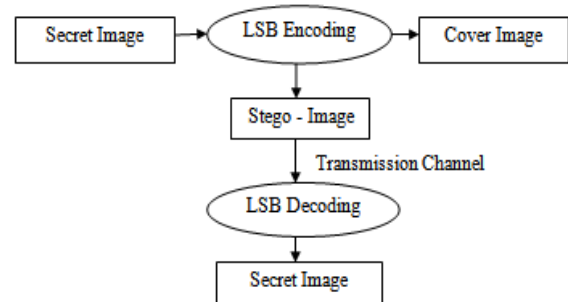 Secret Image
LSB Encoding
Cover Image
Stego - Image
Transmission Channel
LSB Decoding
Secret Image